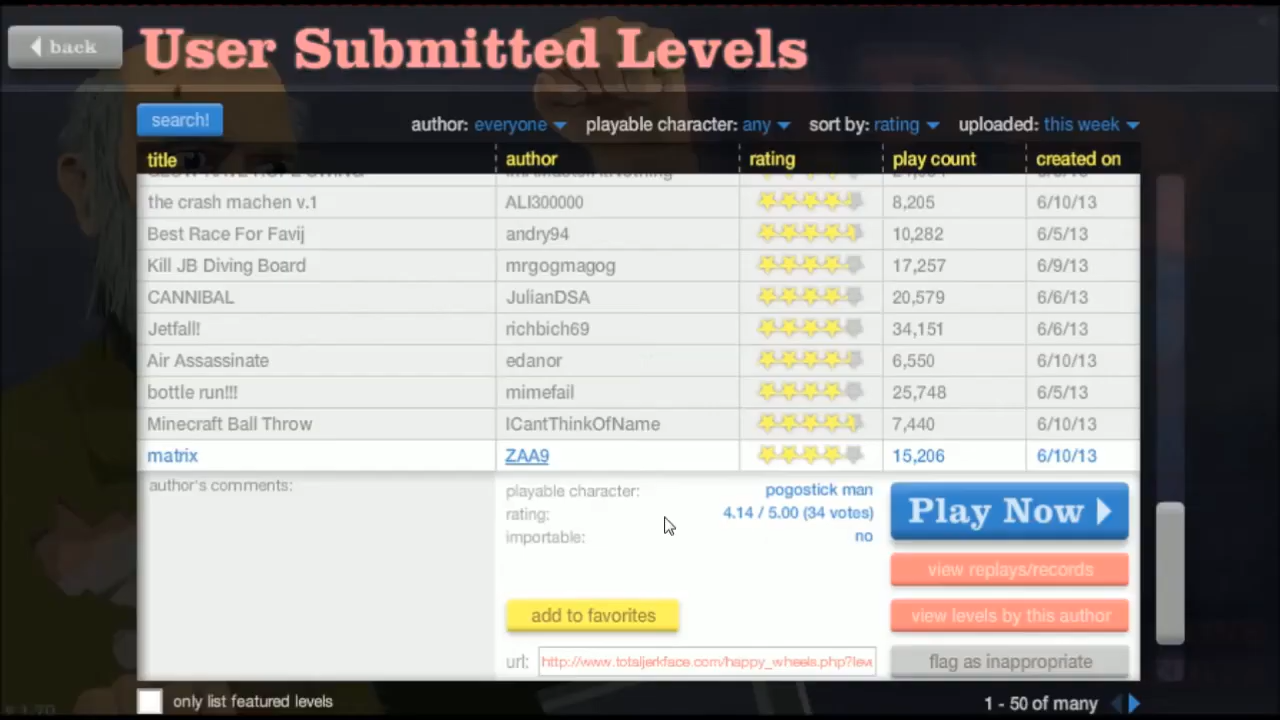 back
User Submitted Levels
search!
author: everyone playable character: any sort by: rating uploaded: this week
title author rating play count created on
the crash machen v.1 ALI300000 8,205 6/10/13
Best Race For Favij andry94 10,282 6/5/13
Kill JB Diving Board mrgogmagog 17,257 6/9/13
CANNIBAL JulianDSA 20,579 6/6/13
Jetfall! richbich69 34,151 6/6/13
Air Assassinate edanor 6,550 6/10/13
bottle run!!! mimefail 25,748 6/5/13
Minecraft Ball Throw ICantThinkOfName 7,440 6/10/13
matrix ZAA9 15,206 6/10/13
author's comments:
playable character: pogostick man
rating: 4.14 / 5.00 (34 votes)
importable: no
Play Now
view replays/records
add to favorites
view levels by this author
url: http://www.totaljerkface.com/happy_wheels.php?lev
flag as inappropriate
only list featured levels
1 - 50 of many